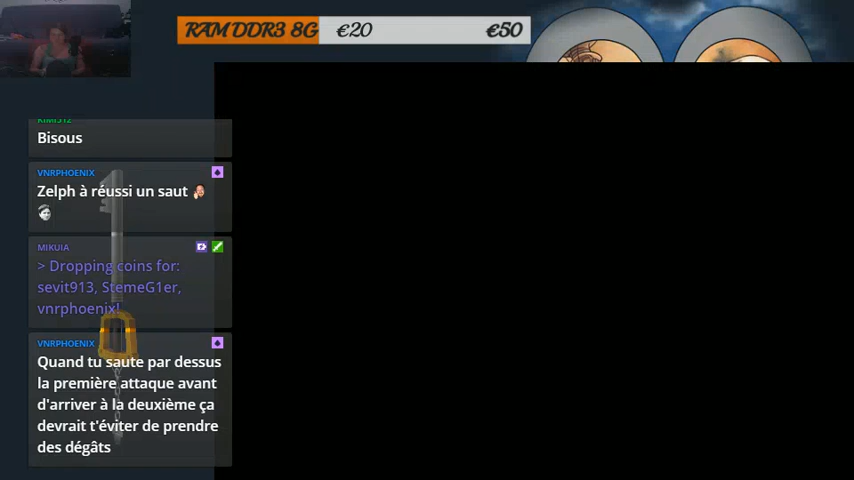 RAM DDR3 8G €20 €50
KIMI512
Bisous
VNRPHOENIX
Zelph à réussi un saut
MIKUIA
> Dropping coins for:
sevit913, StemeG1er,
vnrphoenix!
VNRPHOENIX
Quand tu saute par dessus
la première attaque avant
d'arriver à la deuxième ça
devrait t'éviter de prendre
des dégâts